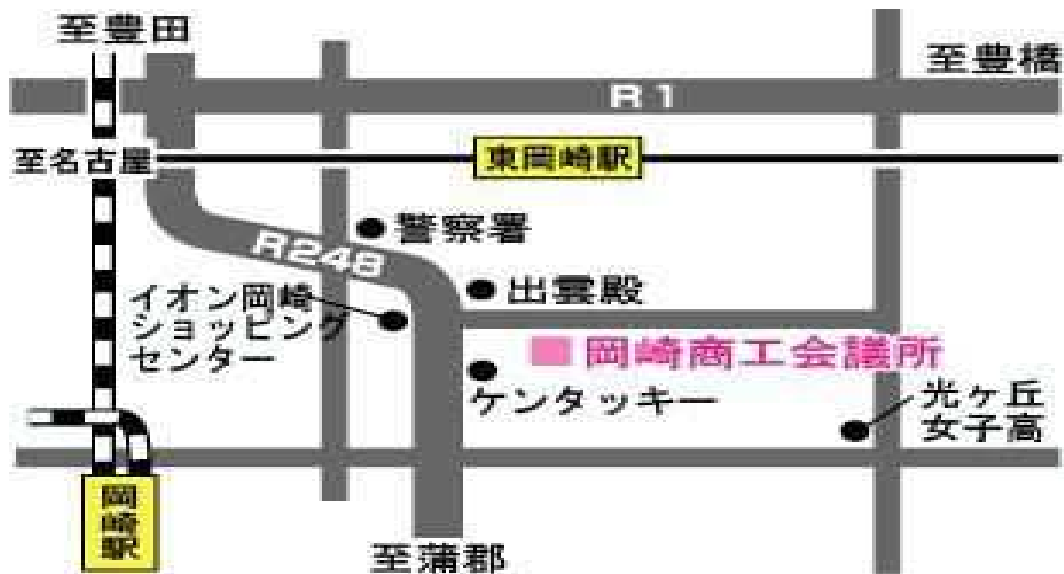 至豊田
至豊橋
R 1
至名古屋
東岡崎駅
警察署
R248
出雲殿
イオン岡崎
ショッピング
センター
岡崎商工会議所
ケンタッキー
光ヶ丘
女子高
岡崎駅
至蒲郡